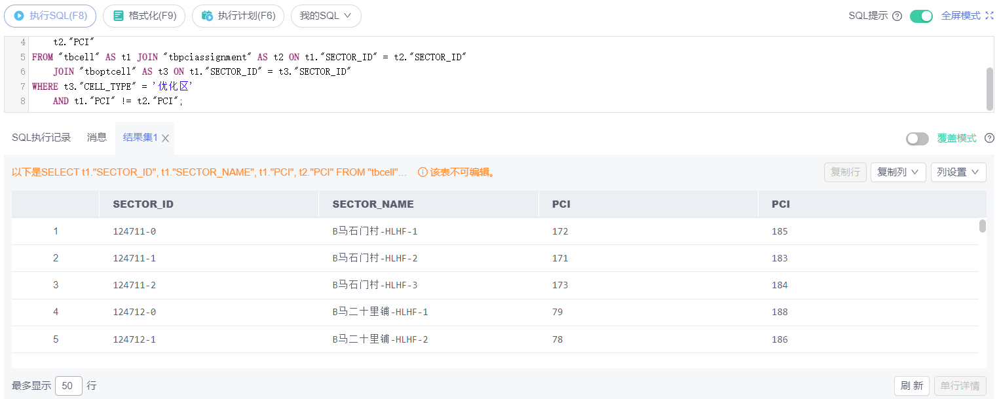 执行SQL(F8) 格式化(F9) 执行计划(F6) 我的SQL SQL提示 全屏模式
4 t2."PCI"
5 FROM "tbcell" AS t1 JOIN "tbpciassignment" AS t2 ON t1."SECTOR_ID" = t2."SECTOR_ID"
6 JOIN "tboptcell" AS t3 ON t1."SECTOR_ID" = t3."SECTOR_ID"
7 WHERE t3."CELL_TYPE" = '优化区'
8 AND t1."PCI" != t2."PCI";
SQL执行记录 消息 结果集1 覆盖模式
以下是SELECT t1."SECTOR_ID", t1."SECTOR_NAME", t1."PCI", t2."PCI" FROM "tbcell"... 该表不可编辑。 复制行 复制列 列设置
SECTOR_ID SECTOR_NAME PCI PCI
1 124711-0 B马石门村-HLHF-1 172 185
2 124711-1 B马石门村-HLHF-2 171 183
3 124711-2 B马石门村-HLHF-3 173 184
4 124712-0 B马二十里铺-HLHF-1 79 188
5 124712-1 B马二十里铺-HLHF-2 78 186
最多显示 50 行 刷 新 单行详情